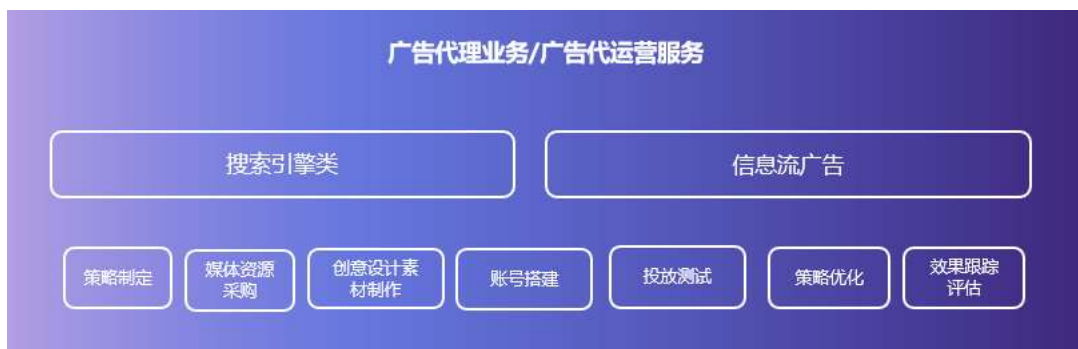 广告代理业务/广告代运营服务
搜索引擎类
信息流广告
策略制定
媒体资源
采购
创意设计素
材制作
账号搭建
投放测试
策略优化
效果跟踪
评估